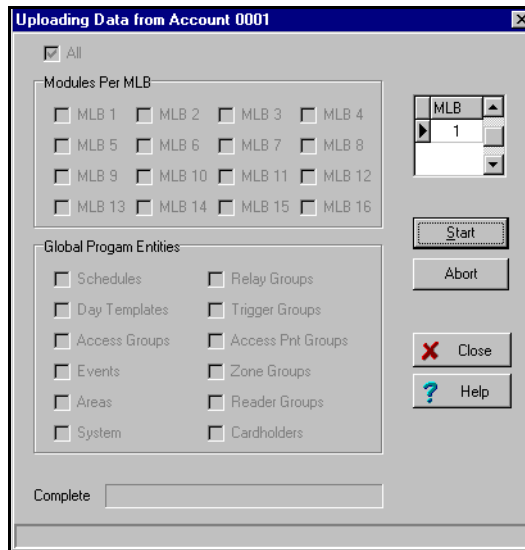 Uploading Data from Account 0001
All
Modules Per MLB
MLB 1 MLB 2 MLB 3 MLB 4
MLB 5 MLB 6 MLB 7 MLB 8
MLB 9 MLB 10 MLB 11 MLB 12
MLB 13 MLB 14 MLB 15 MLB 16
MLB
1
Start
Abort
Global Progam Entities
Schedules Relay Groups
Day Templates Trigger Groups
Access Groups Access Pnt Groups
Events Zone Groups
Areas Reader Groups
System Cardholders
Close
? Help
Complete